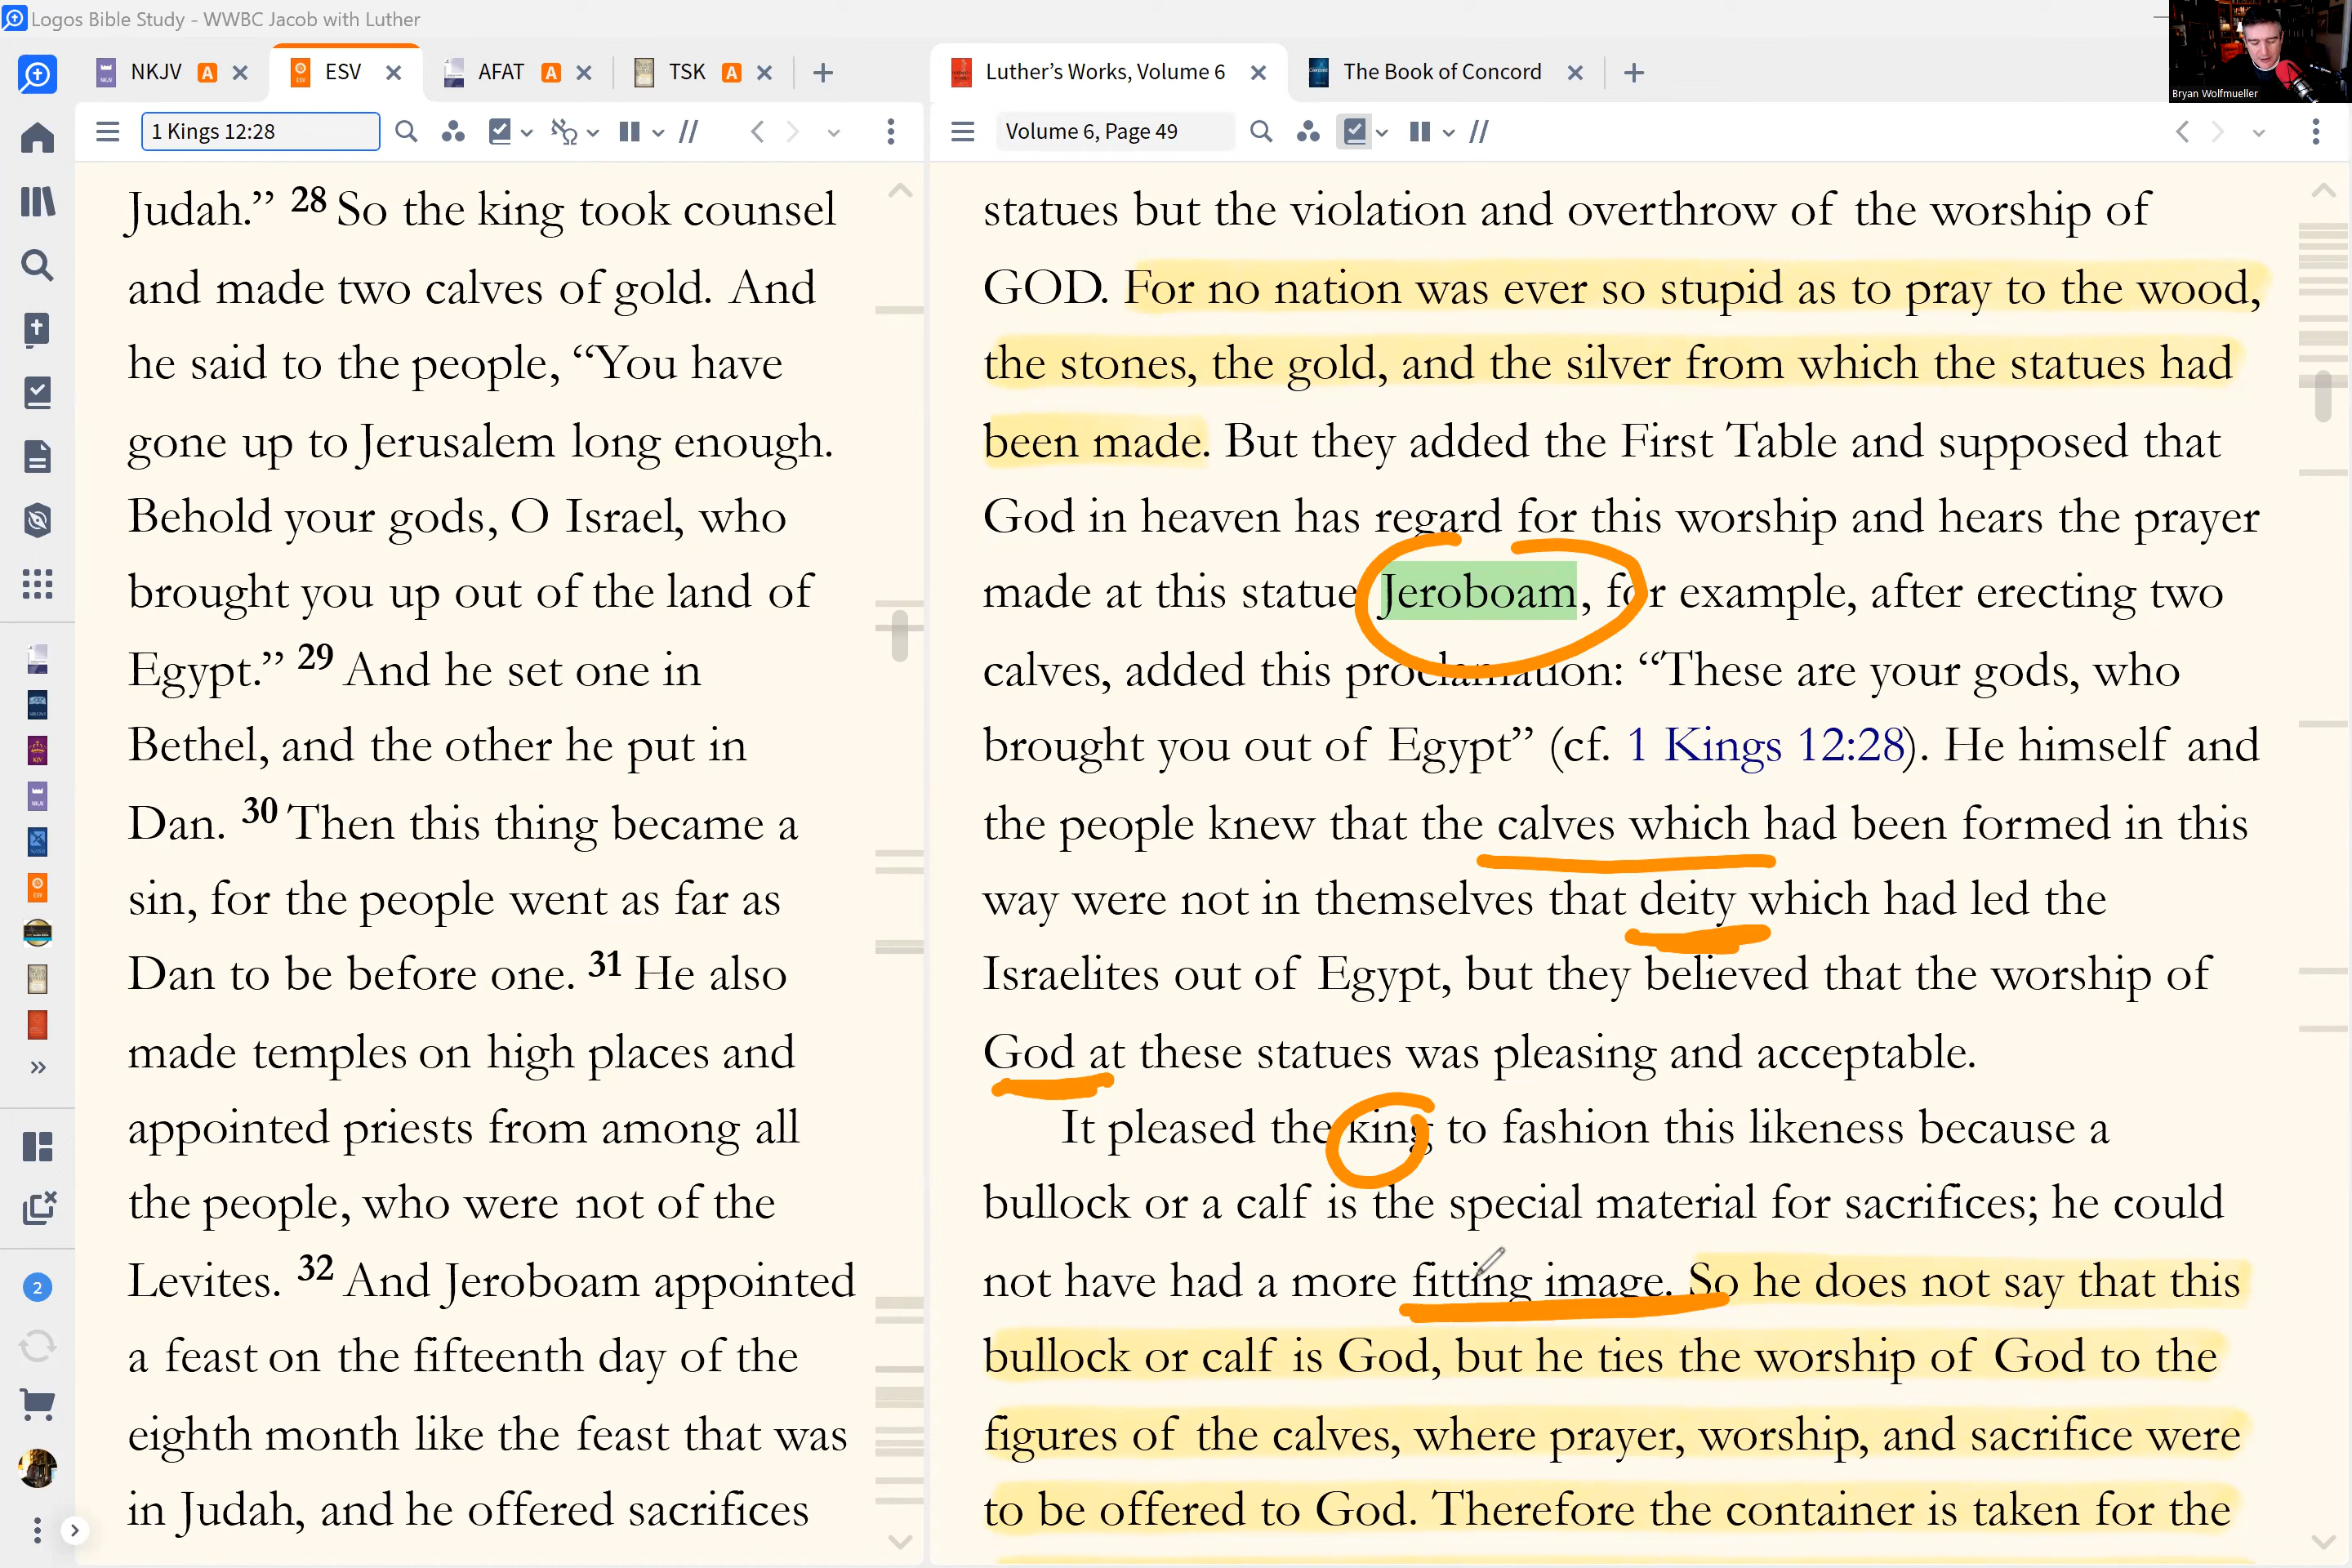 Logos Bible Study - WWBC Jacob with Luther
NKJV A
ESV
AFAT A
TSK A
Luther’s Works, Volume 6
The Book of Concord
Bryan Wolfmueller
1 Kings 12:28
Volume 6, Page 49
Judah.” 28 So the king took counsel
and made two calves of gold. And
he said to the people, “You have
gone up to Jerusalem long enough.
Behold your gods, O Israel, who
brought you up out of the land of
Egypt.” 29 And he set one in
Bethel, and the other he put in
Dan. 30 Then this thing became a
sin, for the people went as far as
Dan to be before one. 31 He also
made temples on high places and
appointed priests from among all
the people, who were not of the
Levites. 32 And Jeroboam appointed
a feast on the fifteenth day of the
eighth month like the feast that was
in Judah, and he offered sacrifices
statues but the violation and overthrow of the worship of
GOD. For no nation was ever so stupid as to pray to the wood,
the stones, the gold, and the silver from which the statues had
been made. But they added the First Table and supposed that
God in heaven has regard for this worship and hears the prayer
made at this statue Jeroboam, for example, after erecting two
calves, added this proclamation: “These are your gods, who
brought you out of Egypt” (cf. 1 Kings 12:28). He himself and
the people knew that the calves which had been formed in this
way were not in themselves that deity which had led the
Israelites out of Egypt, but they believed that the worship of
God at these statues was pleasing and acceptable.
It pleased the king to fashion this likeness because a
bullock or a calf is the special material for sacrifices; he could
not have had a more fitting image. So he does not say that this
bullock or calf is God, but he ties the worship of God to the
figures of the calves, where prayer, worship, and sacrifice were
to be offered to God. Therefore the container is taken for the
2